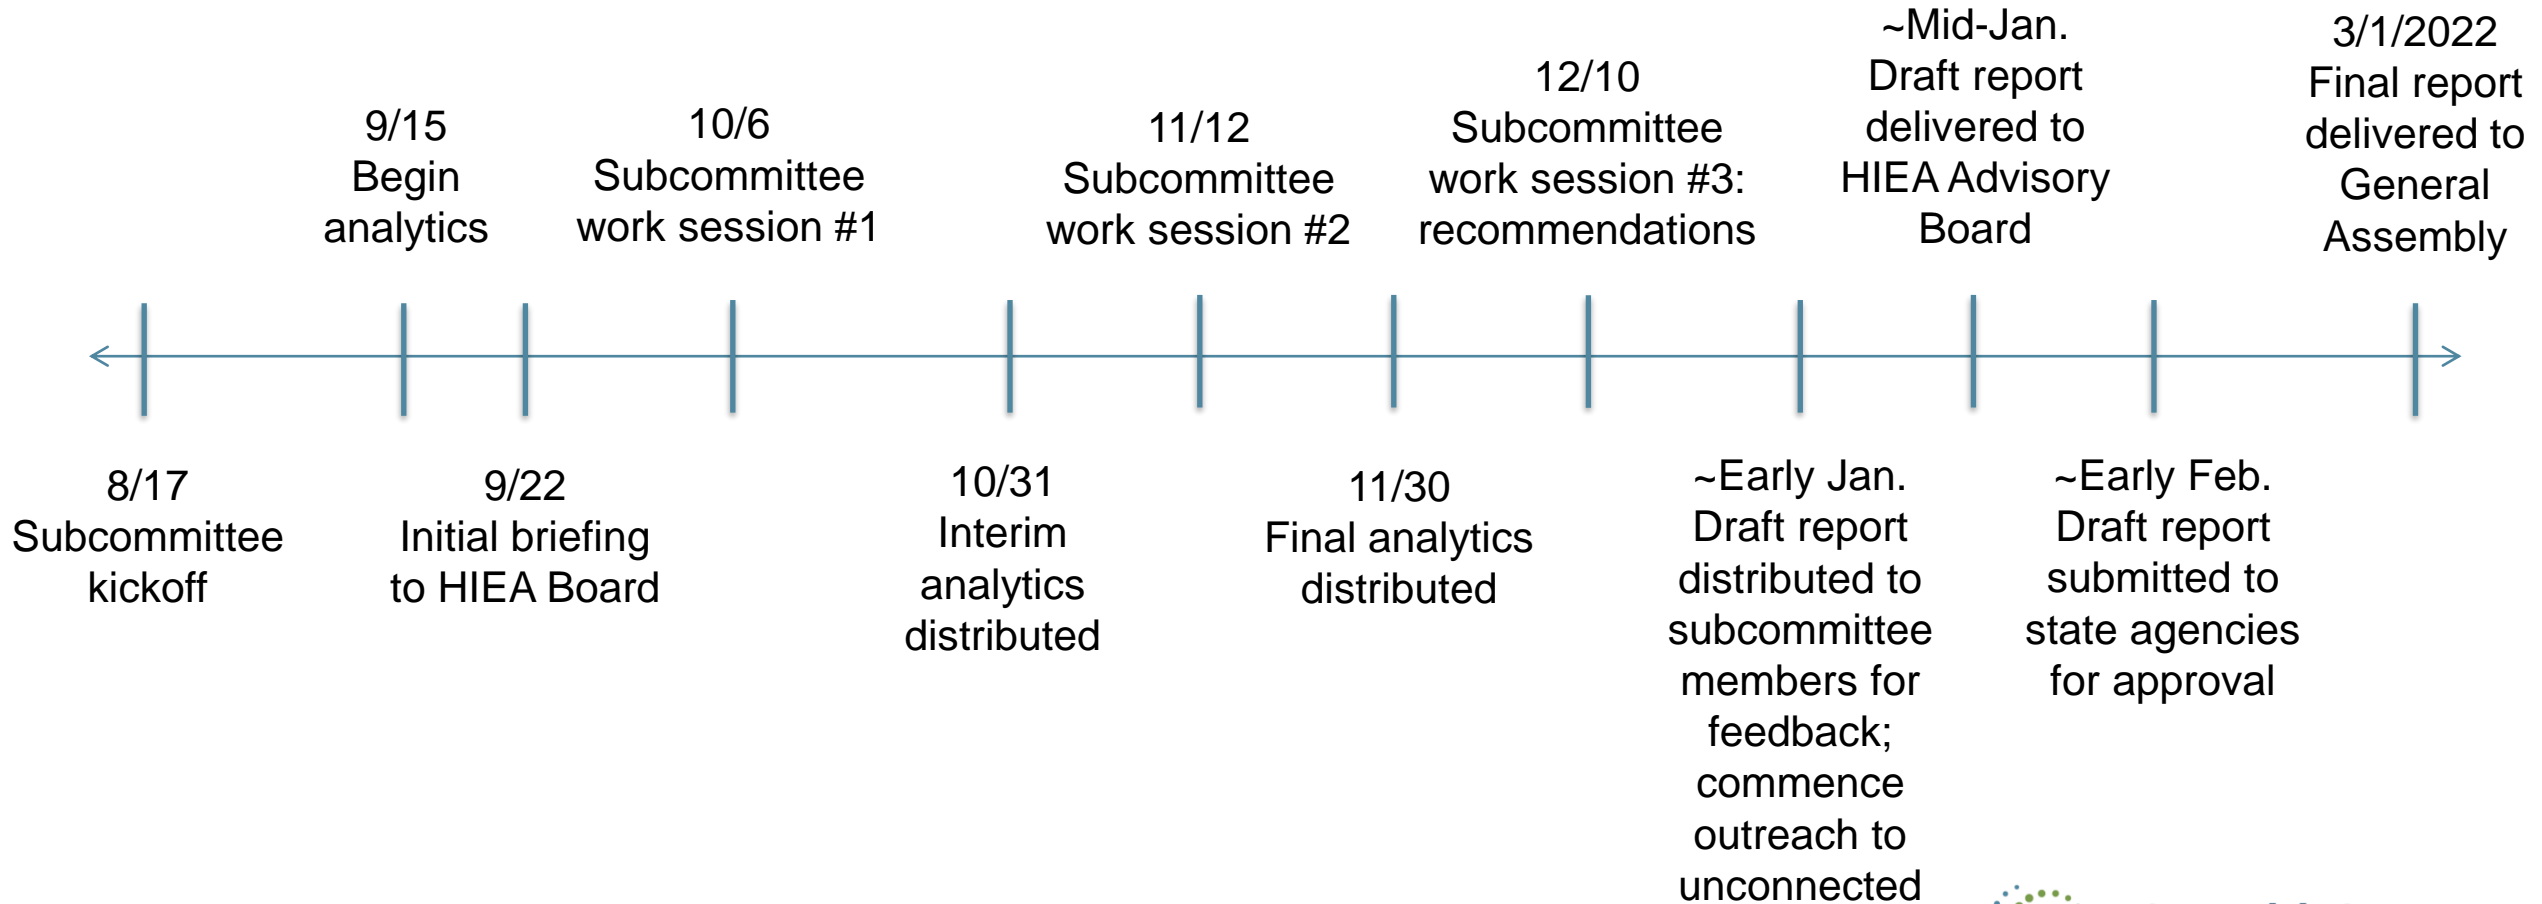 ~Mid-Jan.
Draft report
delivered to
HIEA Advisory
Board
3/1/2022
Final report
delivered to
General
Assembly
12/10
Subcommittee
work session #3:
recommendations
9/15
Begin
analytics
10/6
Subcommittee
work session #1
11/12
Subcommittee
work session #2
8/17
Subcommittee
kickoff
9/22
Initial briefing
to HIEA Board
10/31
Interim
analytics
distributed
11/30
Final analytics
distributed
~Early Jan.
Draft report
distributed to
subcommittee
members for
feedback;
commence
outreach to
unconnected
~Early Feb.
Draft report
submitted to
state agencies
for approval